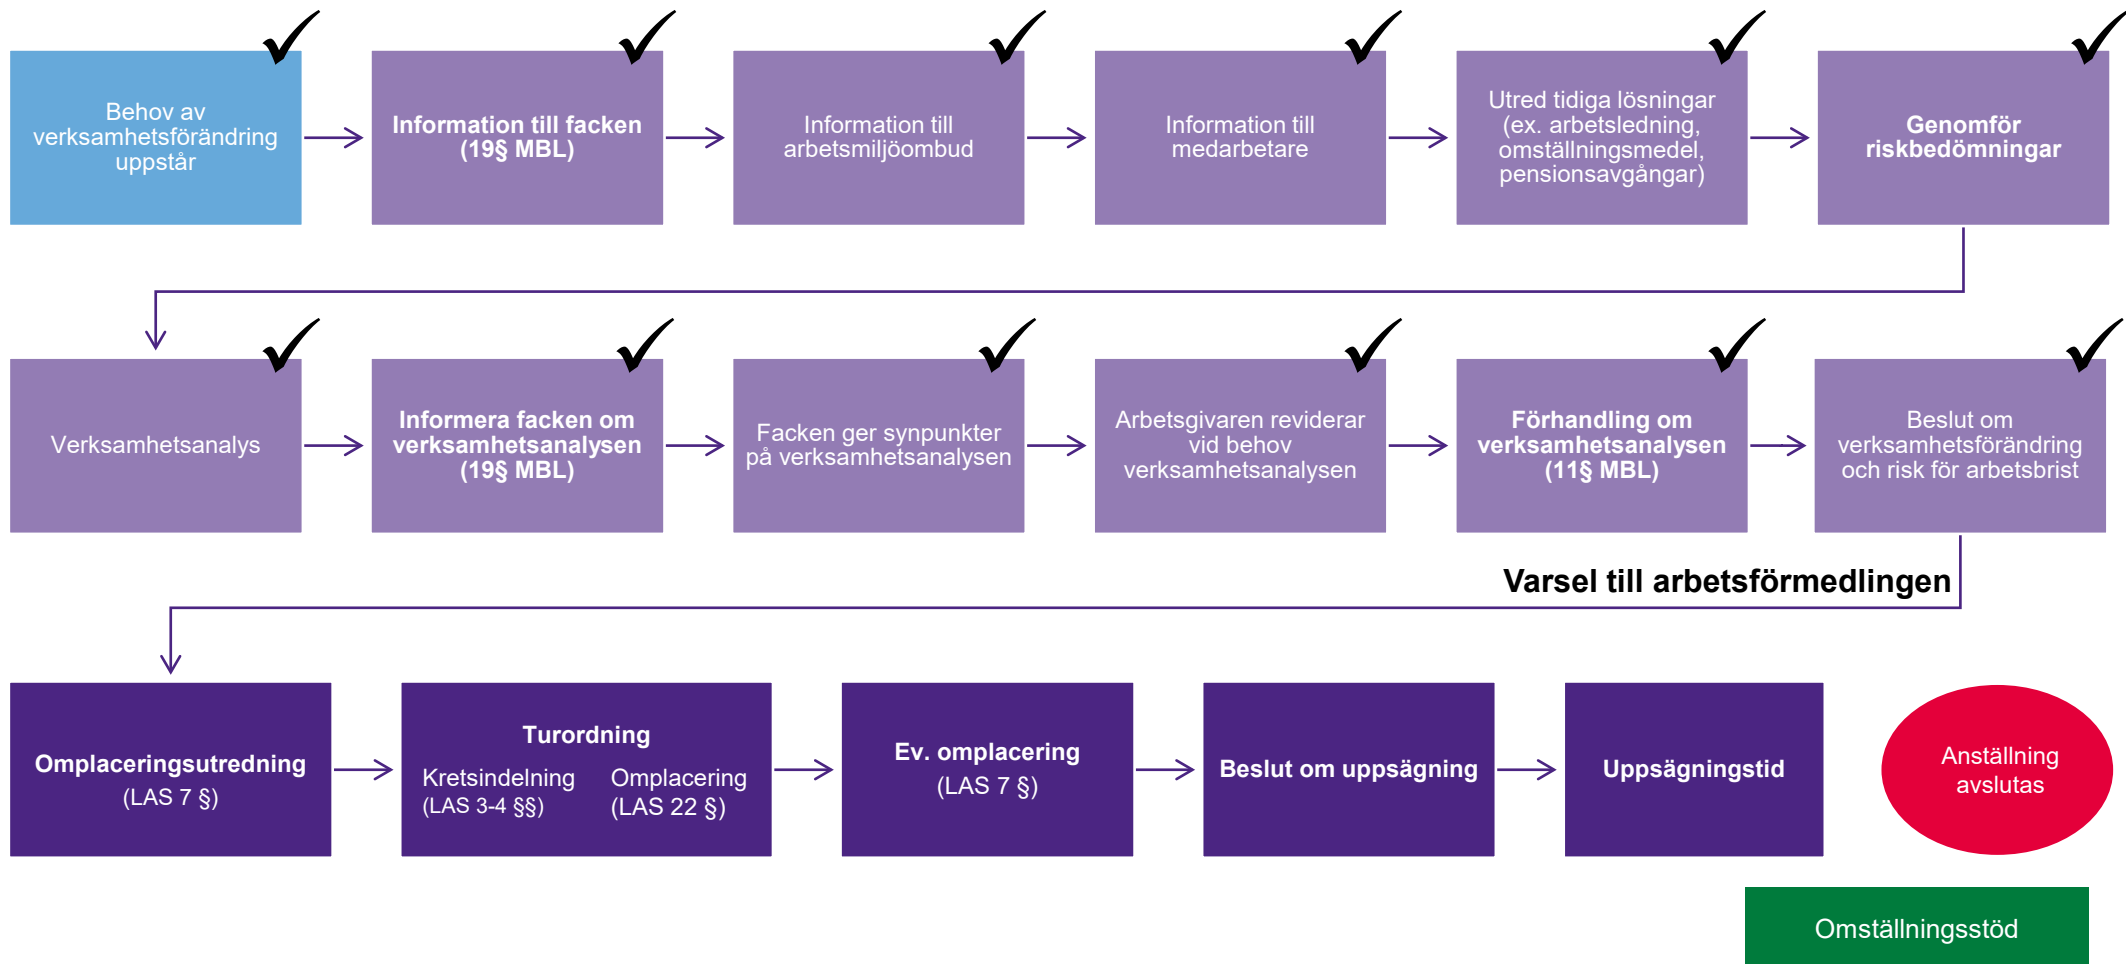 Behov av
verksamhetsförändring
uppstår
Information till facken
(19§ MBL)
Information till
arbetsmiljöombud
Information till
medarbetare
Utred tidiga lösningar
(ex. arbetsledning,
omställningsmedel,
pensionsavgångar)
Genomför
riskbedömningar
Verksamhetsanalys
Informera facken om
verksamhetsanalysen
(19§ MBL)
Facken ger synpunkter
på verksamhetsanalysen
Arbetsgivaren reviderar
vid behov
verksamhetsanalysen
Förhandling om
verksamhetsanalysen
(11§ MBL)
Beslut om
verksamhetsförändring
och risk för arbetsbrist
Varsel till arbetsförmedlingen
Omplaceringsutredning
(LAS 7 §)
Turordning
Kretsindelning
(LAS 3-4 §§)
Omplacering
(LAS 22 §)
Ev. omplacering
(LAS 7 §)
Beslut om uppsägning
Uppsägningstid
Anställning
avslutas
Omställningsstöd